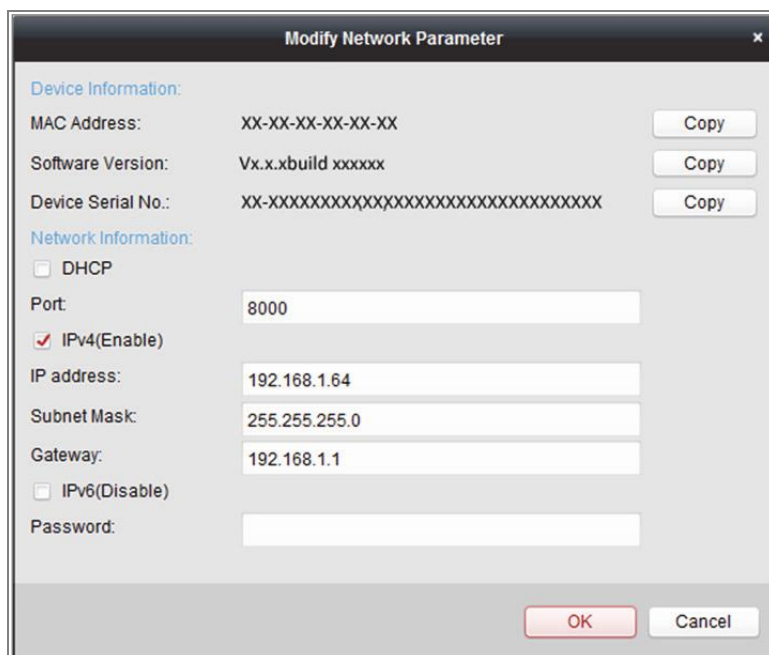 Modify Network Parameter ×
Device Information:
MAC Address: XX-XX-XX-XX-XX-XX Copy
Software Version: Vx.x.xbuild xxxxxx Copy
Device Serial No.: XX-XXXXXXXXXXXXXXXXXXXXXXXXXXXXXXXXX Copy
Network Information:
DHCP
Port: 8000
IPv4(Enable)
IP address: 192.168.1.64
Subnet Mask: 255.255.255.0
Gateway: 192.168.1.1
IPv6(Disable)
Password:
OK Cancel